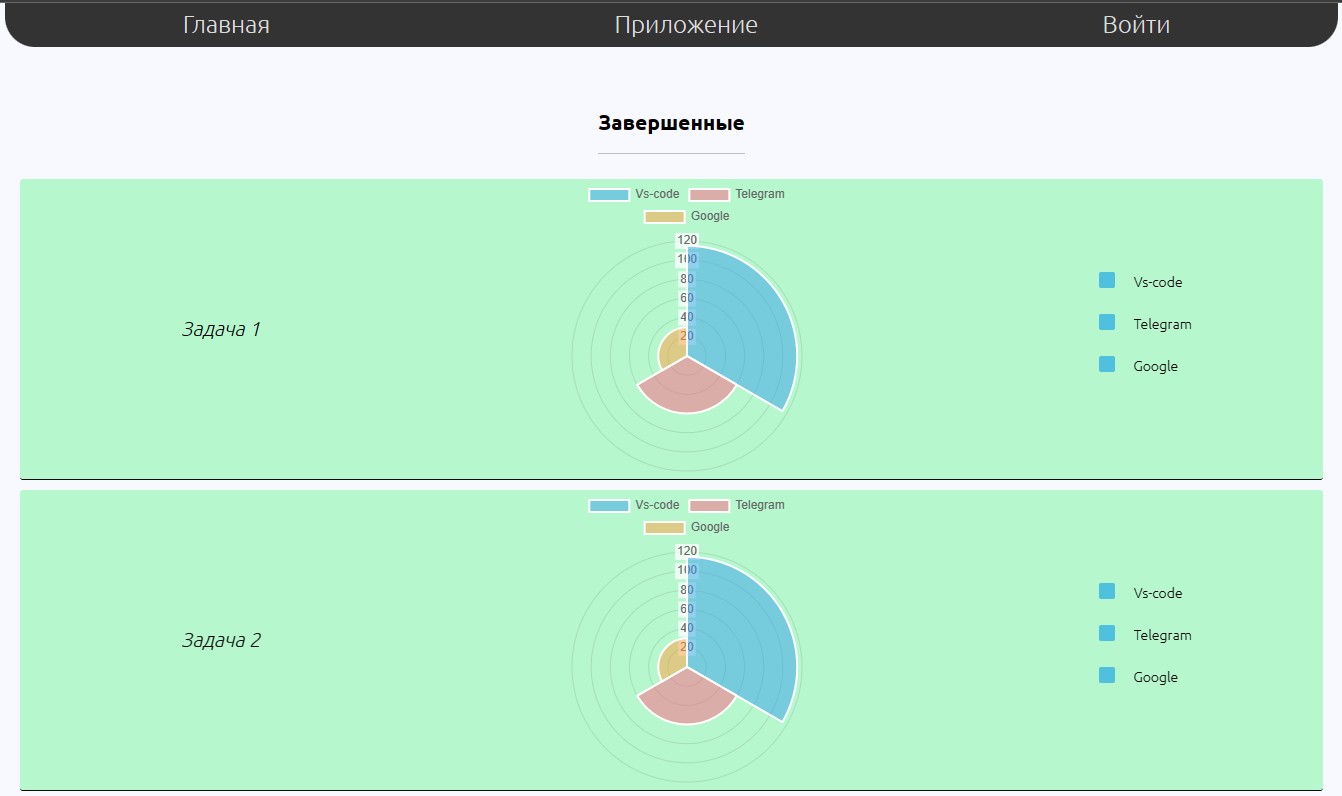 Главная Приложение Войти
Завершенные
Vs-code Telegram
Google
120
100
80
60
40
20
Задача 1
Vs-code
Telegram
Google
Vs-code Telegram
Google
120
100
80
60
40
20
Задача 2
Vs-code
Telegram
Google